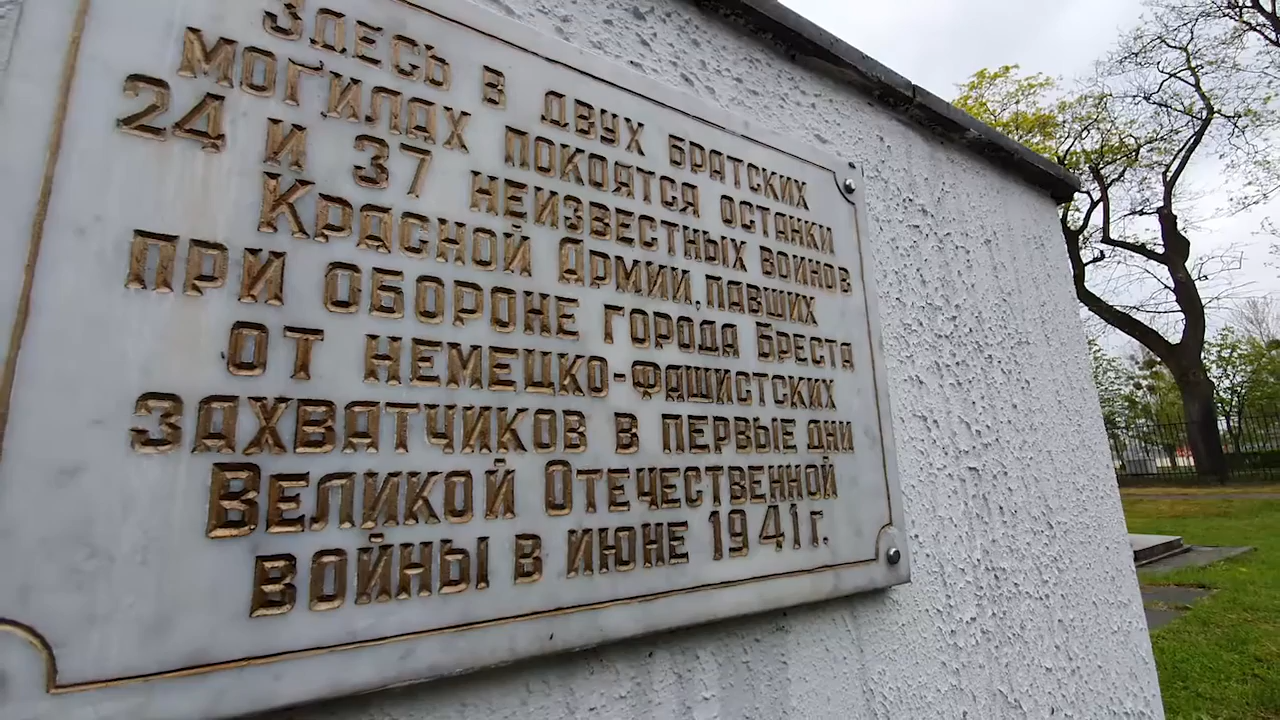 Здесь в двух братских
могилах покоятся останки
24 и 37 неизвестных воинов
Красной Армии, павших
при обороне города Бреста
от немецко-фашистских
захватчиков в первые дни
Великой Отечественной
войны в июне 1941 г.